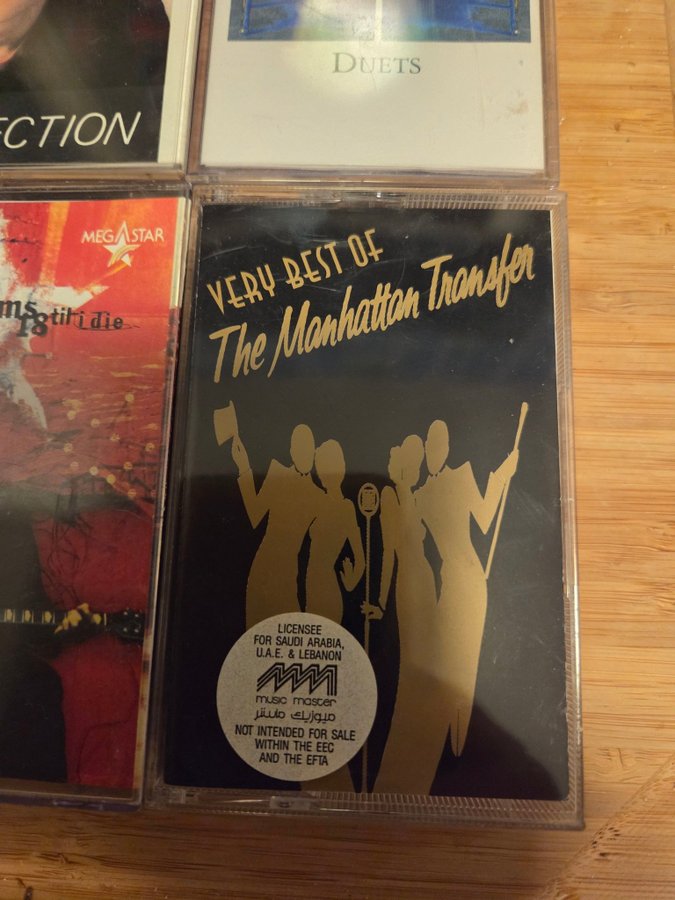 ECTION
DUETS
MEGASTAR
ms
18 til i die
VERY BEST OF
The Manhattan Transfer
LICENSEE
FOR SAUDI ARABIA,
U.A.E. & LEBANON
music master
ميوزيك ماستر
NOT INTENDED FOR SALE
WITHIN THE EEC
AND THE EFTA